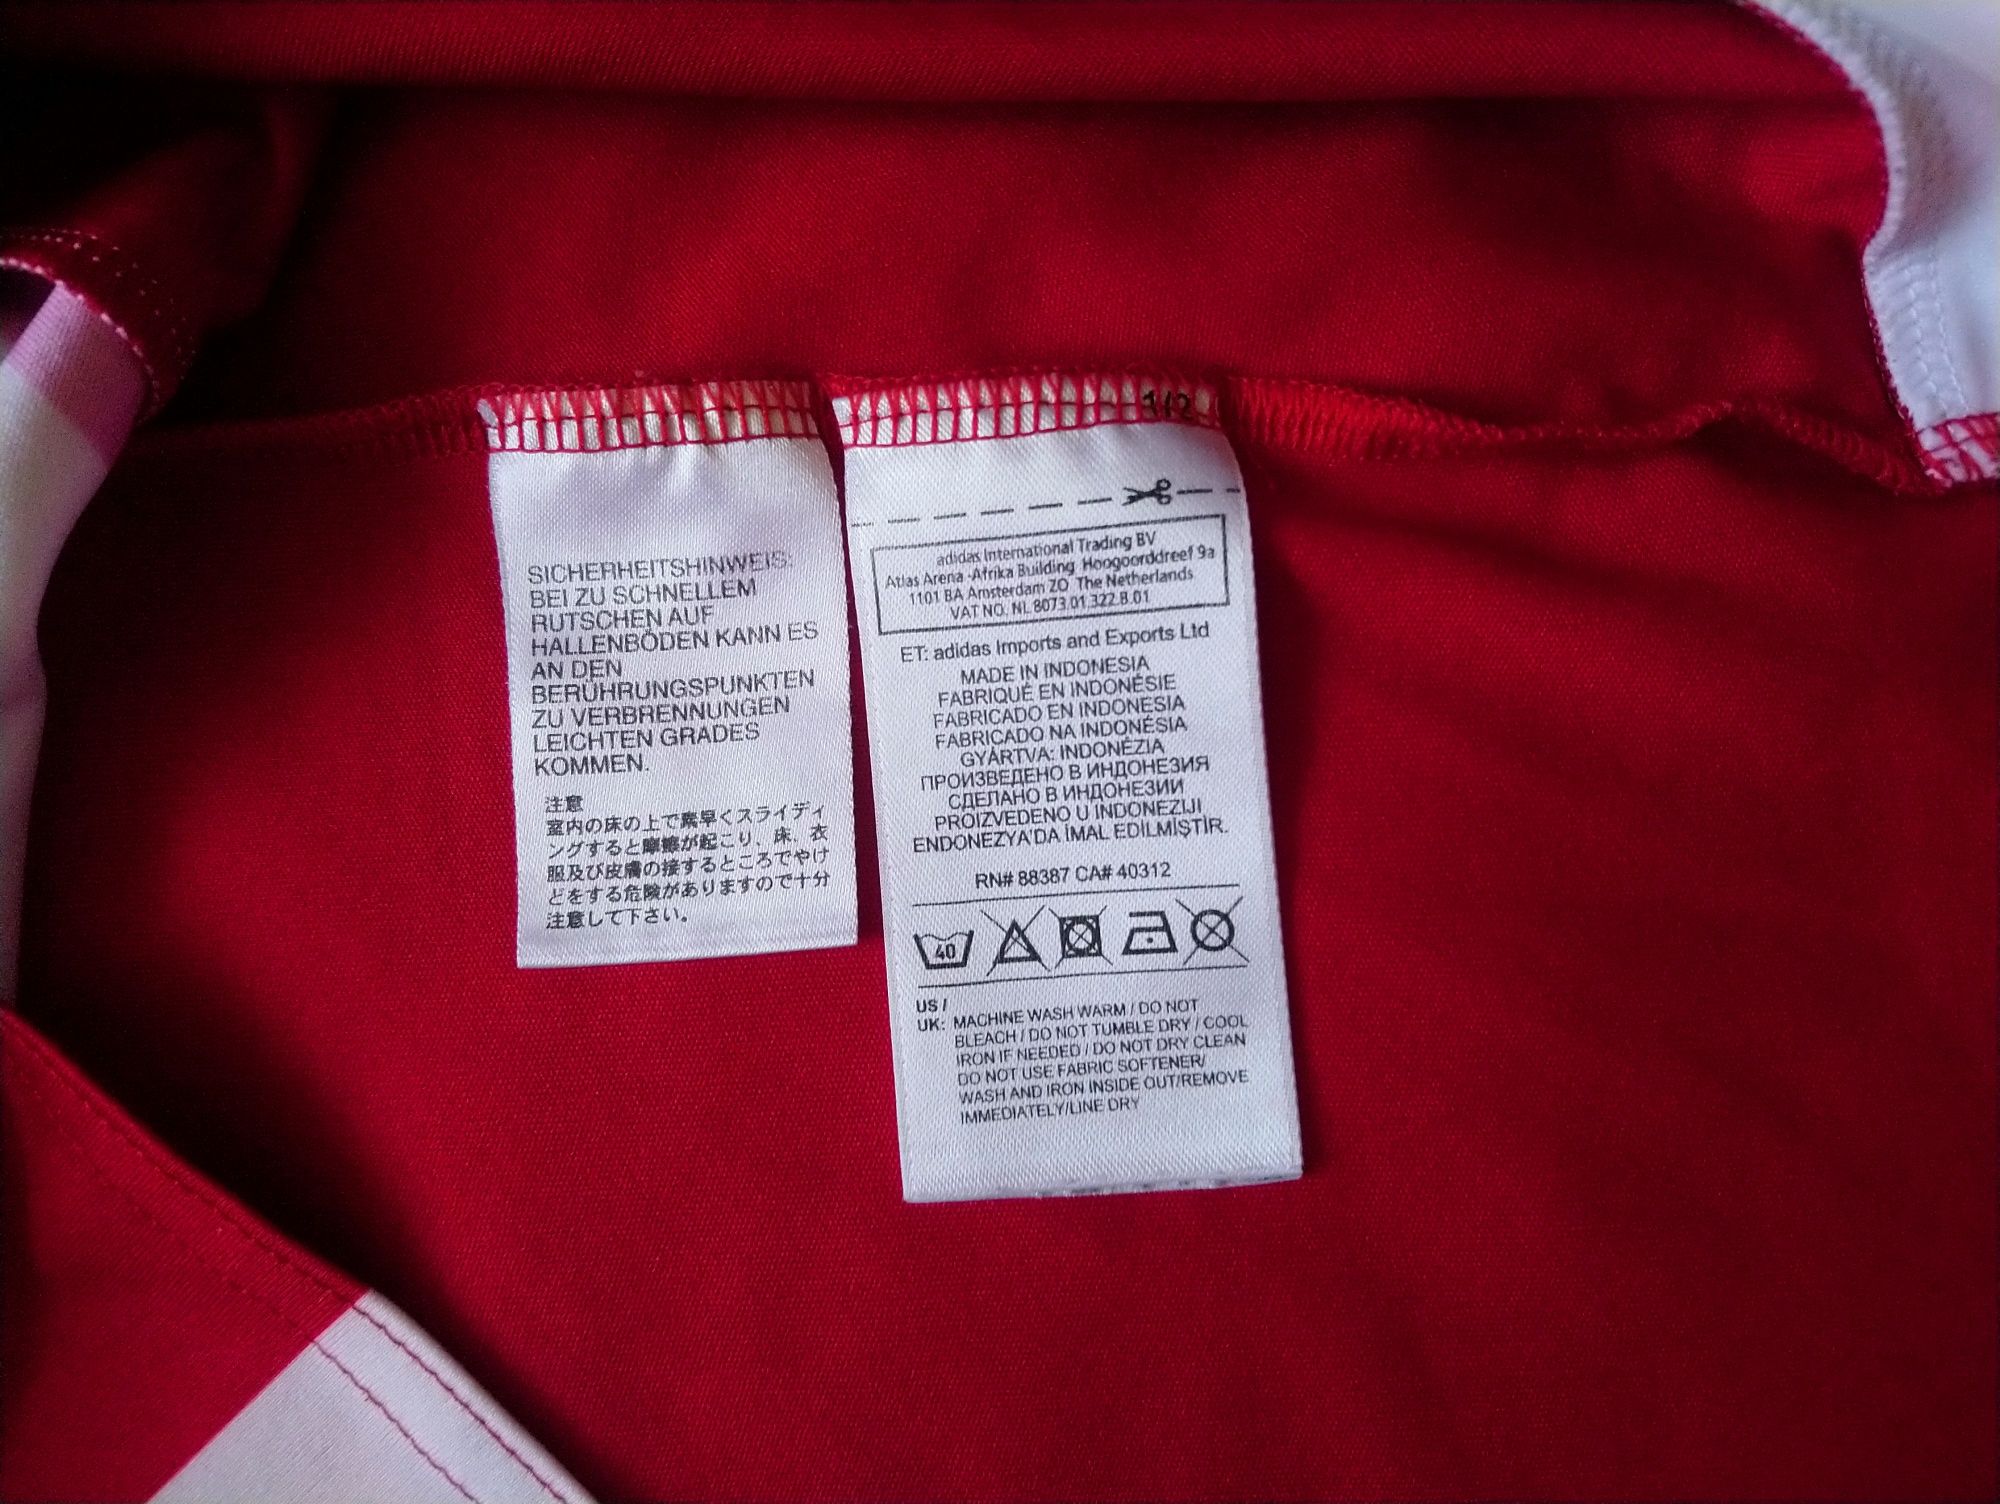 SICHERHEITSHINWEIS:
BEI ZU SCHNELLEM
RUTSCHEN AUF
HALLENBÖDEN KANN ES
AN DEN
BERÜHRUNGSPUNKTEN
ZU VERBRENNUNGEN
LEICHTEN GRADES
KOMMEN.
注意
室内の床の上で素早くスライディ
ングすると摩擦が起こり、床、衣
服及び皮膚の接するところでやけ
どをする危険がありますので十分
注意して下さい。
1/2
adidas International Trading BV
Atlas Arena -Afrika Building Hoogoorddreef 9a
1101 BA Amsterdam ZO The Netherlands
VAT NO. NL 8073.01.322.B.01
ET: adidas Imports and Exports Ltd
MADE IN INDONESIA
FABRIQUÉ EN INDONÉSIE
FABRICADO EN INDONESIA
FABRICADO NA INDONÉSIA
GYÁRTVA: INDONÉZIA
ПРОИЗВЕДЕНО В ИНДОНЕЗИЯ
СДЕЛАНО В ИНДОНЕЗИИ
PROIZVEDENO U INDONEZIJI
ENDONEZYA'DA İMAL EDİLMİŞTİR.
RN# 88387 CA# 40312
40
US /
UK: MACHINE WASH WARM / DO NOT
BLEACH / DO NOT TUMBLE DRY / COOL
IRON IF NEEDED / DO NOT DRY CLEAN
DO NOT USE FABRIC SOFTENER/
WASH AND IRON INSIDE OUT/REMOVE
IMMEDIATELY/LINE DRY